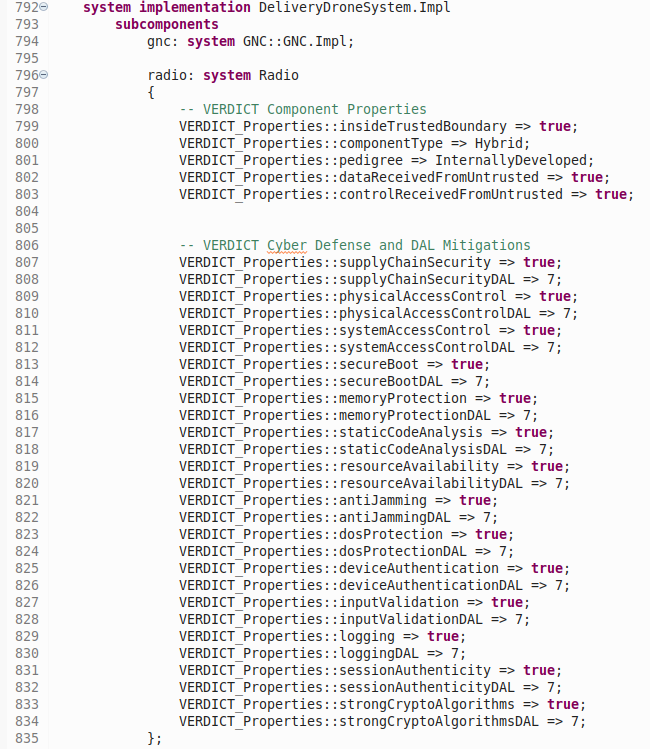 792 system implementation DeliveryDroneSystem.Impl
793 subcomponents
794 gnc: system GNC::GNC.Impl;
795
796 radio: system Radio
797 {
798 -- VERDICT Component Properties
799 VERDICT_Properties::insideTrustedBoundary => true;
800 VERDICT_Properties::componentType => Hybrid;
801 VERDICT_Properties::pedigree => InternallyDeveloped;
802 VERDICT_Properties::dataReceivedFromUntrusted => true;
803 VERDICT_Properties::controlReceivedFromUntrusted => true;
804
805
806 -- VERDICT Cyber Defense and DAL Mitigations
807 VERDICT_Properties::supplyChainSecurity => true;
808 VERDICT_Properties::supplyChainSecurityDAL => 7;
809 VERDICT_Properties::physicalAccessControl => true;
810 VERDICT_Properties::physicalAccessControlDAL => 7;
811 VERDICT_Properties::systemAccessControl => true;
812 VERDICT_Properties::systemAccessControlDAL => 7;
813 VERDICT_Properties::secureBoot => true;
814 VERDICT_Properties::secureBootDAL => 7;
815 VERDICT_Properties::memoryProtection => true;
816 VERDICT_Properties::memoryProtectionDAL => 7;
817 VERDICT_Properties::staticCodeAnalysis => true;
818 VERDICT_Properties::staticCodeAnalysisDAL => 7;
819 VERDICT_Properties::resourceAvailability => true;
820 VERDICT_Properties::resourceAvailabilityDAL => 7;
821 VERDICT_Properties::antiJamming => true;
822 VERDICT_Properties::antiJammingDAL => 7;
823 VERDICT_Properties::dosProtection => true;
824 VERDICT_Properties::dosProtectionDAL => 7;
825 VERDICT_Properties::deviceAuthentication => true;
826 VERDICT_Properties::deviceAuthenticationDAL => 7;
827 VERDICT_Properties::inputValidation => true;
828 VERDICT_Properties::inputValidationDAL => 7;
829 VERDICT_Properties::logging => true;
830 VERDICT_Properties::loggingDAL => 7;
831 VERDICT_Properties::sessionAuthenticity => true;
832 VERDICT_Properties::sessionAuthenticityDAL => 7;
833 VERDICT_Properties::strongCryptoAlgorithms => true;
834 VERDICT_Properties::strongCryptoAlgorithmsDAL => 7;
835 };